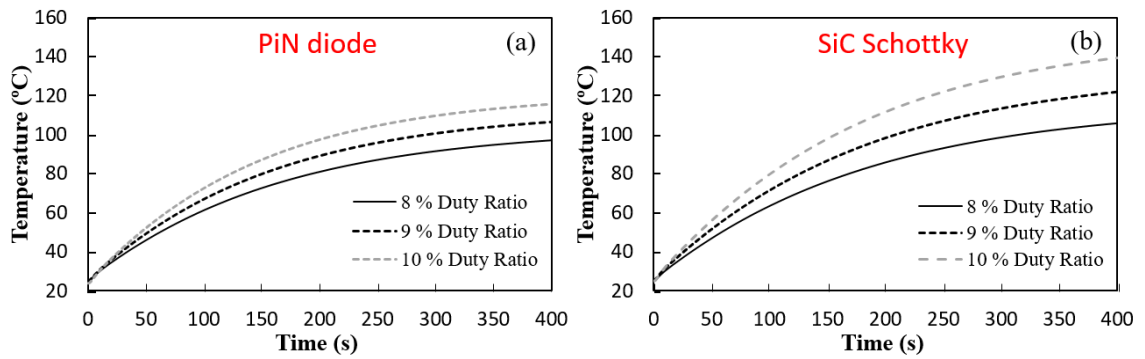 PiN diode
(a)
Temperature (ºC)
160
140
120
100
80
60
40
20
8 % Duty Ratio
9 % Duty Ratio
10 % Duty Ratio
0
50
100
150
200
250
300
350
400
Time (s)
SiC Schottky
(b)
Temperature (ºC)
160
140
120
100
80
60
40
20
8 % Duty Ratio
9 % Duty Ratio
10 % Duty Ratio
0
50
100
150
200
250
300
350
400
Time (s)